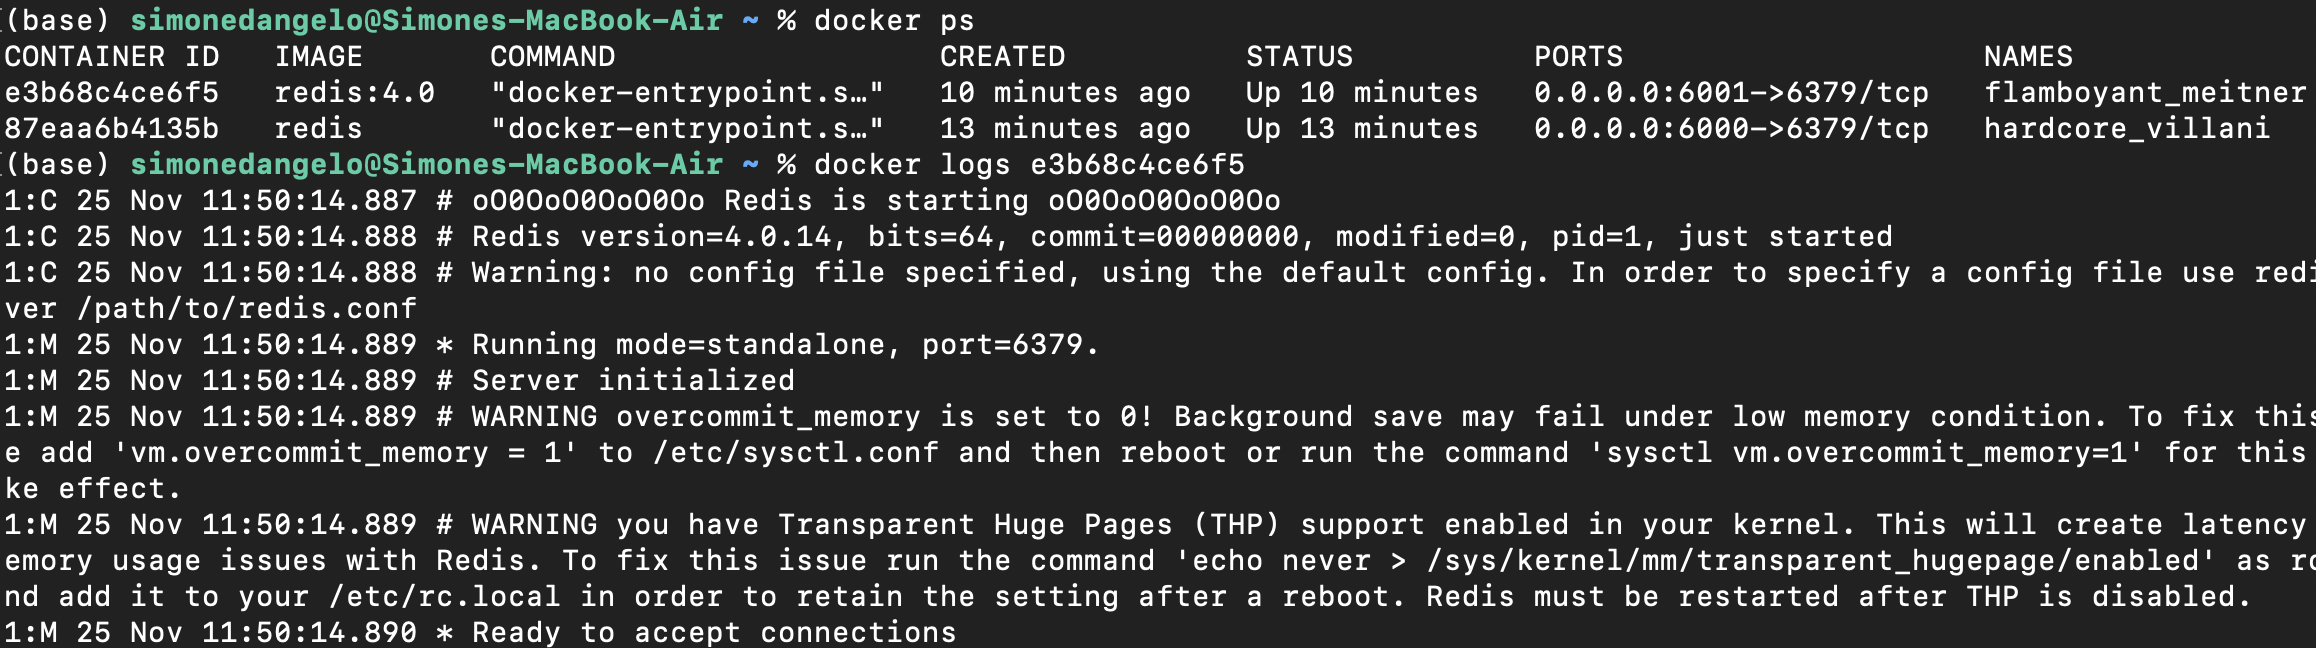 (base) simonedangelo@Simones-MacBook-Air ~ % docker ps
CONTAINER ID   IMAGE       COMMAND                  CREATED          STATUS          PORTS                    NAMES
e3b68c4ce6f5   redis:4.0   "docker-entrypoint.s…"   10 minutes ago   Up 10 minutes   0.0.0.0:6001->6379/tcp   flamboyant_meitner
87eaa6b4135b   redis       "docker-entrypoint.s…"   13 minutes ago   Up 13 minutes   0.0.0.0:6000->6379/tcp   hardcore_villani
(base) simonedangelo@Simones-MacBook-Air ~ % docker logs e3b68c4ce6f5
1:C 25 Nov 11:50:14.887 # oO0OoO0OoO0Oo Redis is starting oO0OoO0OoO0Oo
1:C 25 Nov 11:50:14.888 # Redis version=4.0.14, bits=64, commit=00000000, modified=0, pid=1, just started
1:C 25 Nov 11:50:14.888 # Warning: no config file specified, using the default config. In order to specify a config file use redi
ver /path/to/redis.conf
1:M 25 Nov 11:50:14.889 * Running mode=standalone, port=6379.
1:M 25 Nov 11:50:14.889 # Server initialized
1:M 25 Nov 11:50:14.889 # WARNING overcommit_memory is set to 0! Background save may fail under low memory condition. To fix this
e add 'vm.overcommit_memory = 1' to /etc/sysctl.conf and then reboot or run the command 'sysctl vm.overcommit_memory=1' for this
ke effect.
1:M 25 Nov 11:50:14.889 # WARNING you have Transparent Huge Pages (THP) support enabled in your kernel. This will create latency
emory usage issues with Redis. To fix this issue run the command 'echo never > /sys/kernel/mm/transparent_hugepage/enabled' as ro
nd add it to your /etc/rc.local in order to retain the setting after a reboot. Redis must be restarted after THP is disabled.
1:M 25 Nov 11:50:14.890 * Ready to accept connections